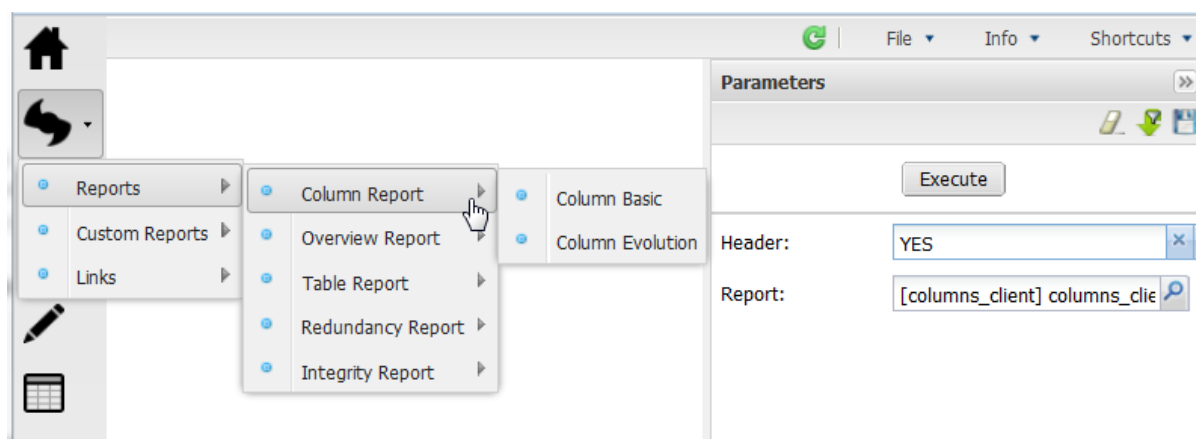 File Info Shortcuts
Parameters
Execute
Header: YES
Report: [columns_client] columns_clie
Reports
Custom Reports
Links
Column Report
Overview Report
Table Report
Redundancy Report
Integrity Report
Column Basic
Column Evolution